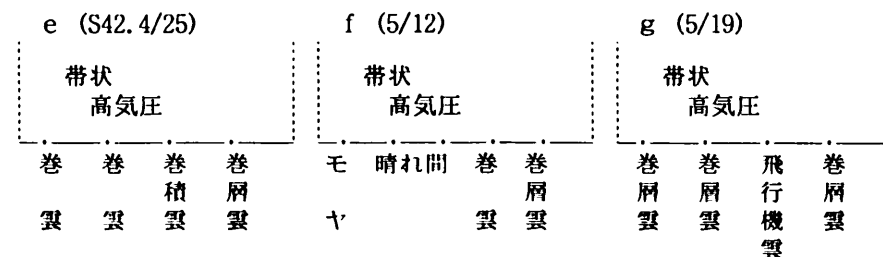 e (S42. 4/25)
帯状
高気圧
巻雲
巻雲
巻積雲
巻層雲
f (5/12)
帯状
高気圧
モヤ
晴れ間
巻雲
巻層雲
g (5/19)
帯状
高気圧
巻層雲
巻層雲
飛行機雲
巻層雲